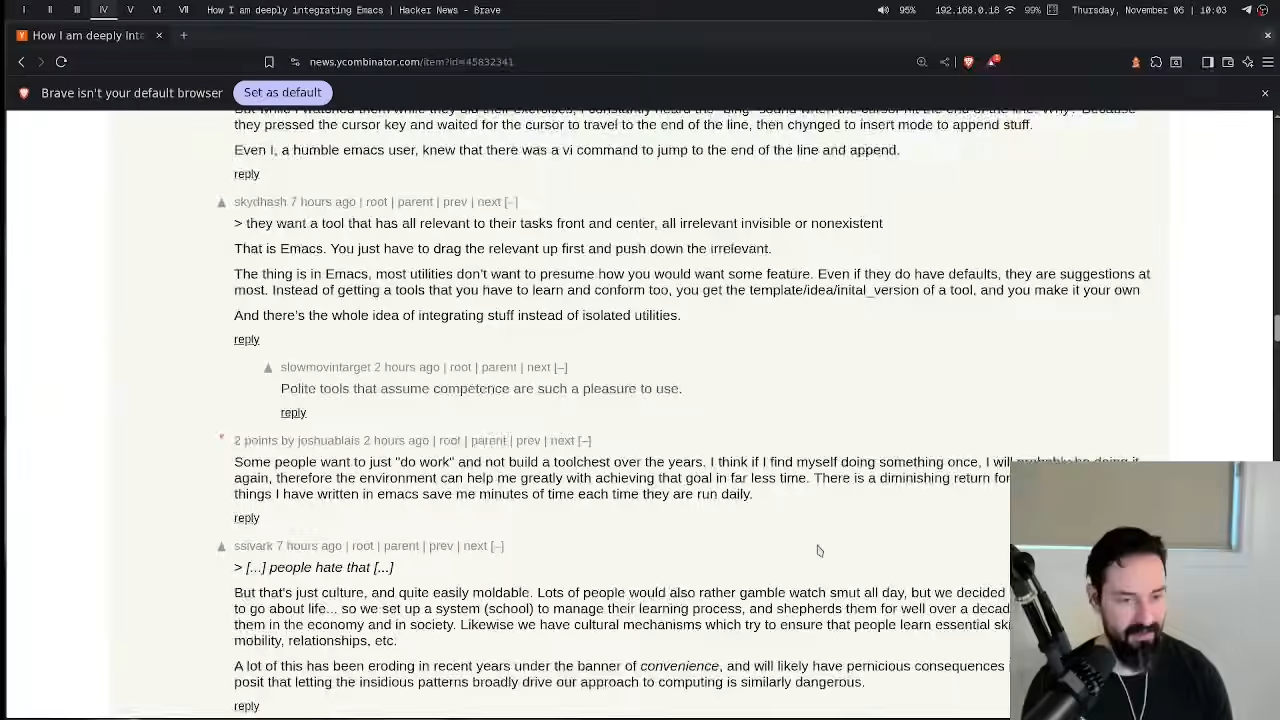 I II III IV V VI VII How I am deeply integrating Emacs | Hacker News - Brave 95% 192.168.0.18 99% Thursday, November 06 | 10:03
Y How I am deeply inte × +
news.ycombinator.com/item?id=45832341
Brave isn't your default browser Set as default
they pressed the cursor key and waited for the cursor to travel to the end of the line, then chynged to insert mode to append stuff.
Even I, a humble emacs user, knew that there was a vi command to jump to the end of the line and append.
reply
skydhash 7 hours ago | root | parent | prev | next [–]
> they want a tool that has all relevant to their tasks front and center, all irrelevant invisible or nonexistent
That is Emacs. You just have to drag the relevant up first and push down the irrelevant.
The thing is in Emacs, most utilities don't want to presume how you would want some feature. Even if they do have defaults, they are suggestions at
most. Instead of getting a tools that you have to learn and conform too, you get the template/idea/inital_version of a tool, and you make it your own
And there's the whole idea of integrating stuff instead of isolated utilities.
reply
slowmovintarget 2 hours ago | root | parent | next [–]
Polite tools that assume competence are such a pleasure to use.
reply
2 points by joshuablais 2 hours ago | root | parent | prev | next [–]
Some people want to just "do work" and not build a toolchest over the years. I think if I find myself doing something once, I will probably be doing it
again, therefore the environment can help me greatly with achieving that goal in far less time. There is a diminishing return for
things I have written in emacs save me minutes of time each time they are run daily.
reply
ssivark 7 hours ago | root | parent | prev | next [–]
> [...] people hate that [...]
But that's just culture, and quite easily moldable. Lots of people would also rather gamble watch smut all day, but we decided
to go about life... so we set up a system (school) to manage their learning process, and shepherds them for well over a decad
them in the economy and in society. Likewise we have cultural mechanisms which try to ensure that people learn essential ski
mobility, relationships, etc.
A lot of this has been eroding in recent years under the banner of convenience, and will likely have pernicious consequences
posit that letting the insidious patterns broadly drive our approach to computing is similarly dangerous.
reply